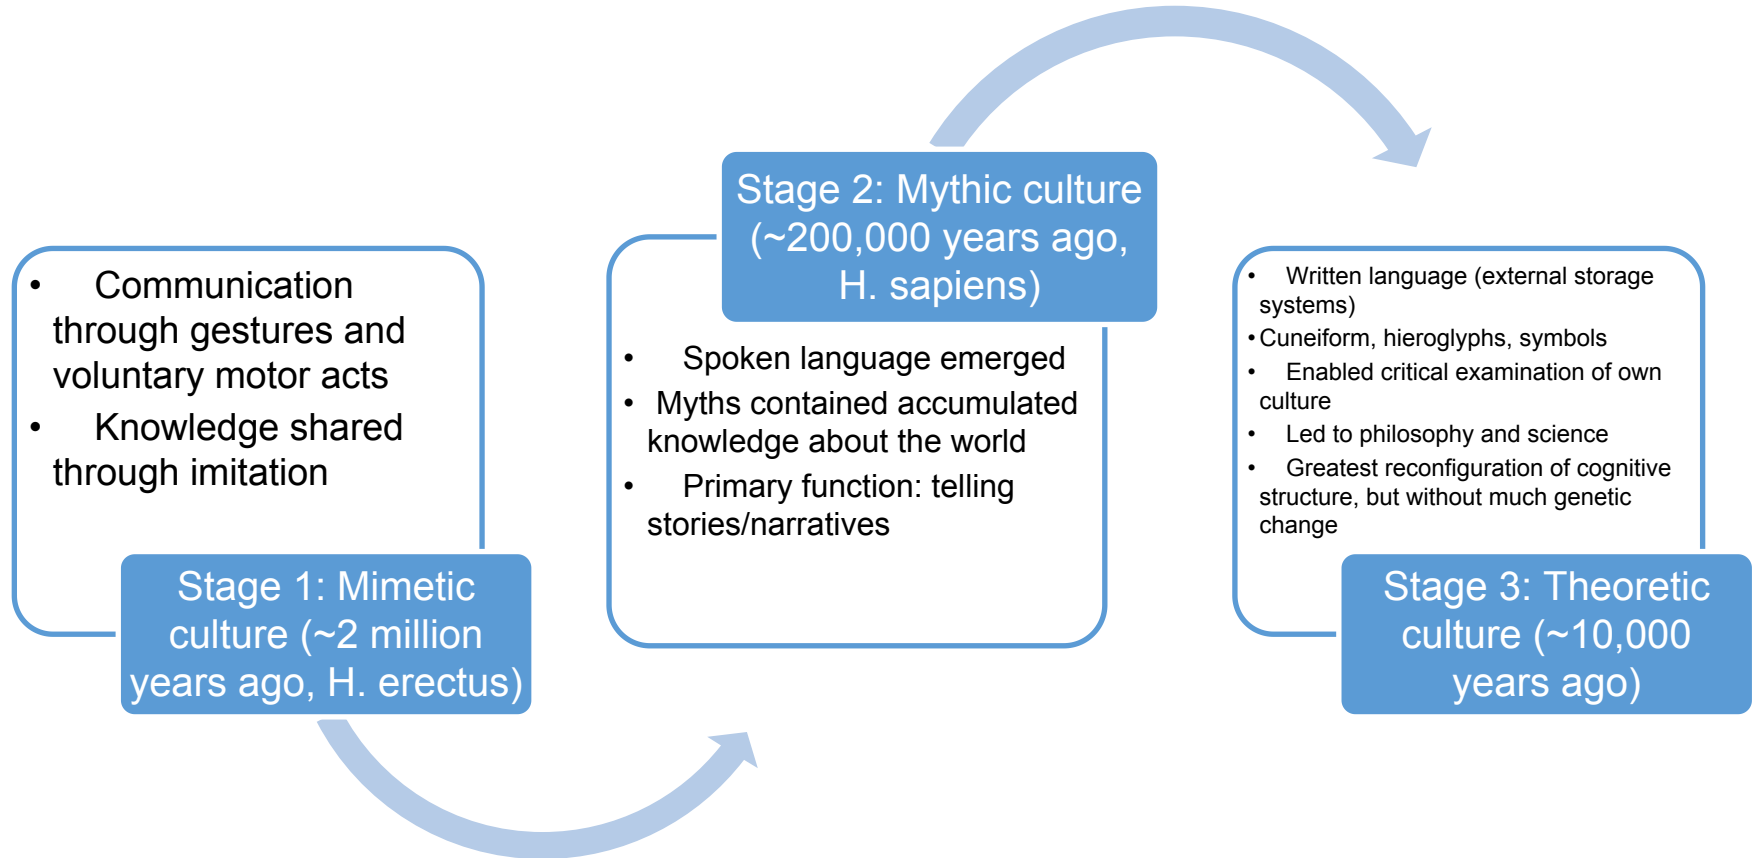 • Communication
through gestures and
voluntary motor acts
• Knowledge shared
through imitation
Stage 1: Mimetic
culture (~2 million
years ago, H. erectus)
Stage 2: Mythic culture
(~200,000 years ago,
H. sapiens)
• Spoken language emerged
• Myths contained accumulated
knowledge about the world
• Primary function: telling
stories/narratives
• Written language (external storage
systems)
• Cuneiform, hieroglyphs, symbols
• Enabled critical examination of own
culture
• Led to philosophy and science
• Greatest reconfiguration of cognitive
structure, but without much genetic
change
Stage 3: Theoretic
culture (~10,000
years ago)